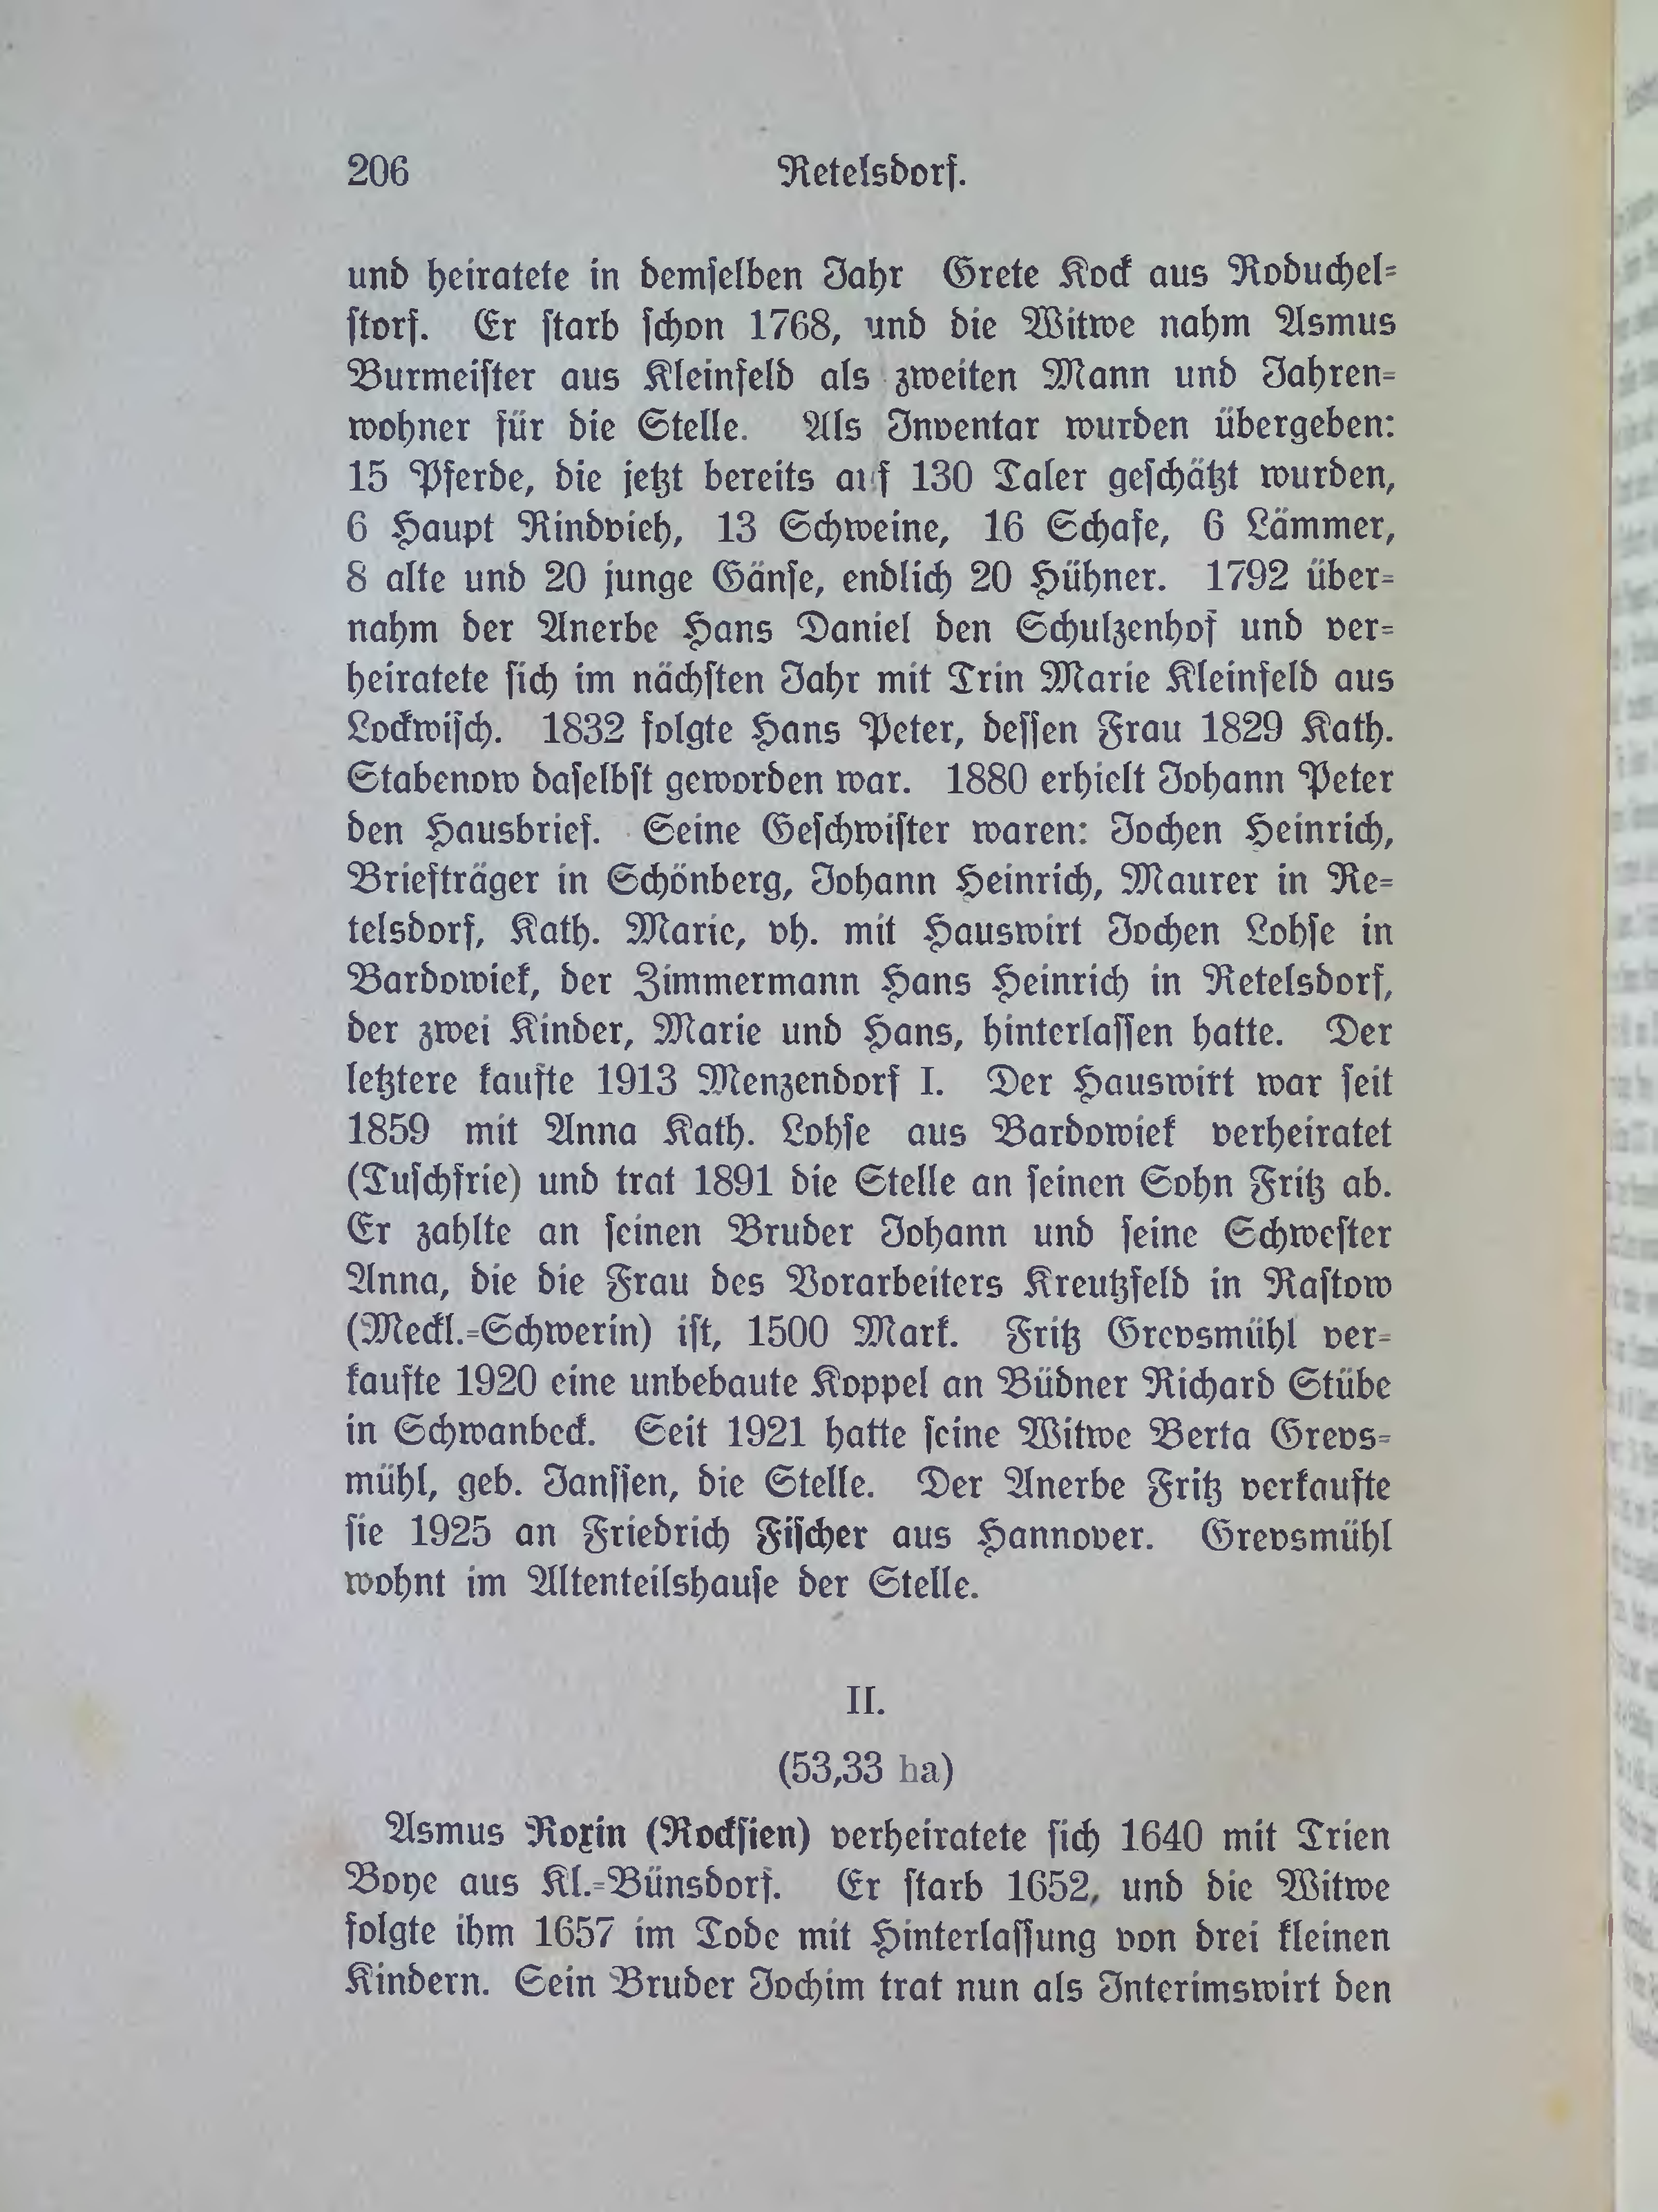 206 Retelsdorf.
und heiratete in demselben Jahr Grete Kock aus Roduchel-
storf. Er starb schon 1768, und die Witwe nahm Asmus
Burmeister aus Kleinfeld als zweiten Mann und Jahren-
wohner für die Stelle. Als Inventar wurden übergeben:
15 Pferde, die jetzt bereits auf 130 Taler geschätzt wurden,
6 Haupt Rindvieh, 13 Schweine, 16 Schafe, 6 Lämmer,
8 alte und 20 junge Gänse, endlich 20 Hühner. 1792 über-
nahm der Anerbe Hans Daniel den Schulzenhof und ver-
heiratete sich im nächsten Jahr mit Trin Marie Kleinfeld aus
Lockwisch. 1832 folgte Hans Peter, dessen Frau 1829 Kath.
Stabenow daselbst geworden war. 1880 erhielt Johann Peter
den Hausbrief. Seine Geschwister waren: Jochen Heinrich,
Briefträger in Schönberg, Johann Heinrich, Maurer in Re-
telsdorf, Kath. Marie, vh. mit Hauswirt Jochen Lohse in
Bardowiek, der Zimmermann Hans Heinrich in Retelsdorf,
der zwei Kinder, Marie und Hans, hinterlassen hatte. Der
letztere kaufte 1913 Menzendorf I. Der Hauswirt war seit
1859 mit Anna Kath. Lohse aus Bardowiek verheiratet
(Tuschfrie) und trat 1891 die Stelle an seinen Sohn Fritz ab.
Er zahlte an seinen Bruder Johann und seine Schwester
Anna, die die Frau des Vorarbeiters Kreutzfeld in Rastow
(Meckl.-Schwerin) ist, 1500 Mark. Fritz Grevsmühl ver-
kaufte 1920 eine unbebaute Koppel an Büdner Richard Stübe
in Schwanbeck. Seit 1921 hatte seine Witwe Berta Grevs-
mühl, geb. Janssen, die Stelle. Der Anerbe Fritz verkaufte
sie 1925 an Friedrich Fischer aus Hannover. Grevsmühl
wohnt im Altenteilshause der Stelle.
II.
(53,33 ha)
Asmus Roxin (Rocksien) verheiratete sich 1640 mit Trien
Boye aus Kl.-Bünsdorf. Er starb 1652, und die Witwe
folgte ihm 1657 im Tode mit Hinterlassung von drei kleinen
Kindern. Sein Bruder Jochim trat nun als Interimswirt den